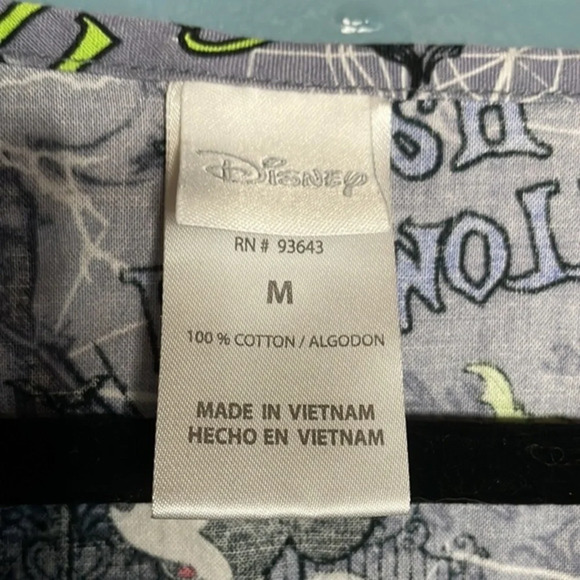 Disney
RN # 93643
M
100 % COTTON / ALGODON
MADE IN VIETNAM
HECHO EN VIETNAM